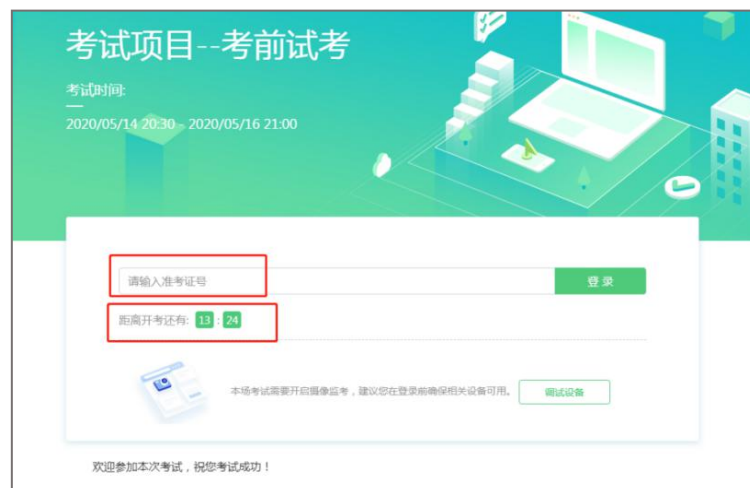 考试项目--考前试考
考试时间:
2020/05/14 20:30 - 2020/05/16 21:00
请输入准考证号
登 录
距离开考还有: 13 : 24
本场考试需要开启摄像监考，建议您在登录前确保相关设备可用。
调试设备
欢迎参加本次考试，祝您考试成功！